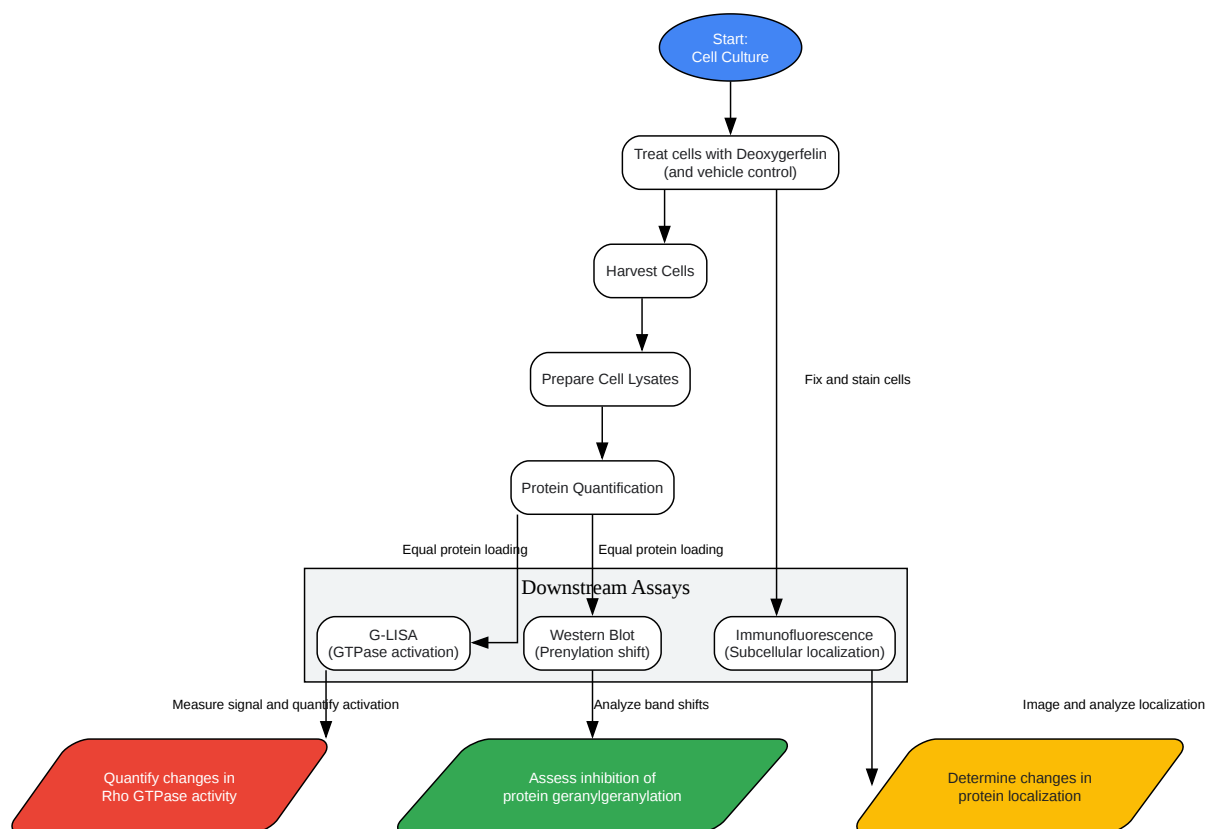 Start:
Cell Culture
Treat cells with Deoxygerfelin
(and vehicle control)
Harvest Cells
Prepare Cell Lysates
Fix and stain cells
Protein Quantification
Equal protein loading
Equal protein loading
Downstream Assays
G-LISA
(GTPase activation)
Western Blot
(Prenylation shift)
Immunofluorescence
(Subcellular localization)
Measure signal and quantify activation
Analyze band shifts
Image and analyze localization
Quantify changes in
Rho GTPase activity
Assess inhibition of
protein geranylgeranylation
Determine changes in
protein localization